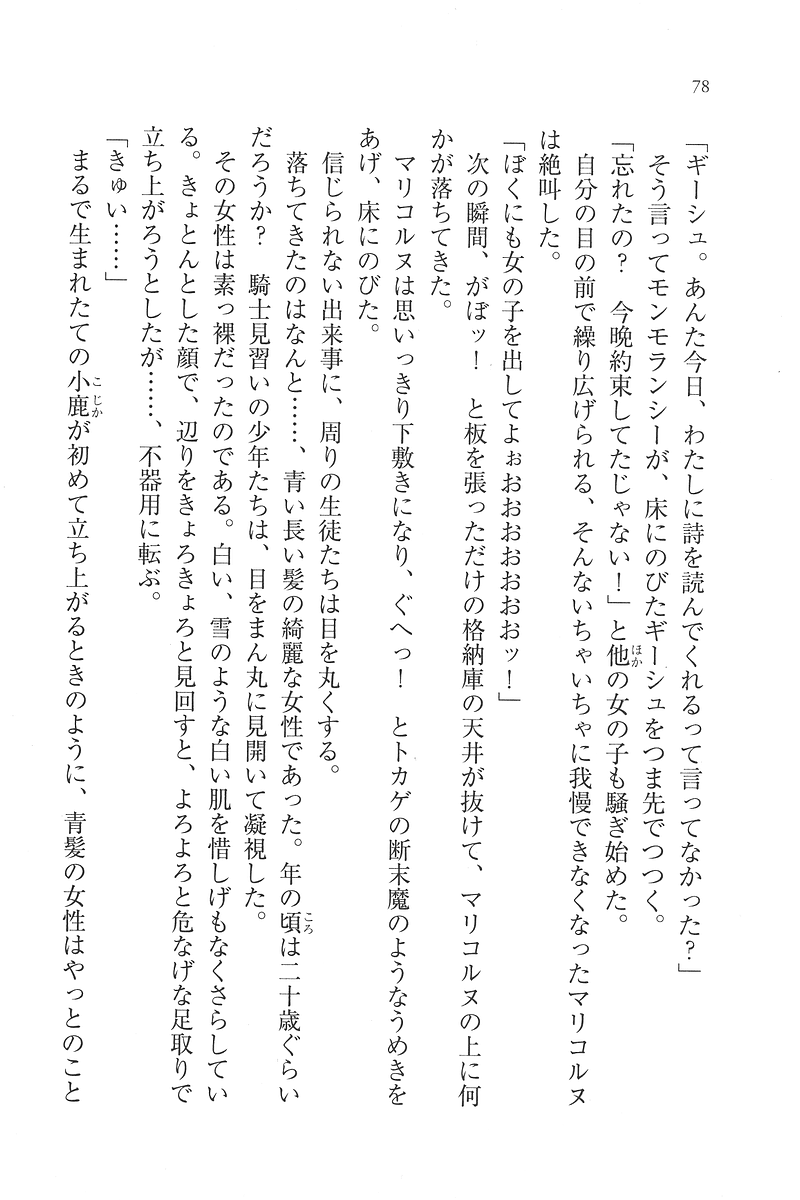 78
「ギーシュ。あんた今日、わたしに詩を読んでくれるって言ってなかった？」
そう言ってモンモランシーが、床にのびたギーシュをつま先でつつく。
「忘れたの？　今晩約束してたじゃない！」と他の女の子も騒ぎ始めた。
自分の目の前で繰り広げられる、そんないちゃいちゃに我慢できなくなったマリコルヌ
は絶叫した。
「ぼくにも女の子を出してよぉおおおおおおおッ！」
次の瞬間、がぼッ！　と板を張っただけの格納庫の天井が抜けて、マリコルヌの上に何
かが落ちてきた。
マリコルヌは思いっきり下敷きになり、ぐへっ！　とトカゲの断末魔のようなうめきを
あげ、床にのびた。
信じられない出来事に、周りの生徒たちは目を丸くする。
落ちてきたのはなんと……、青い長い髪の綺麗な女性であった。年の頃は二十歳ぐらい
だろうか？　騎士見習いの少年たちは、目をまん丸に見開いて凝視した。
その女性は素っ裸だったのである。白い、雪のような白い肌を惜しげもなくさらしてい
る。きょとんとした顔で、辺りをきょろきょろと見回すと、よろよろと危なげな足取りで
立ち上がろうとしたが……、不器用に転ぶ。
「きゅい……」
まるで生まれたての小鹿が初めて立ち上がるときのように、青髪の女性はやっとのこと